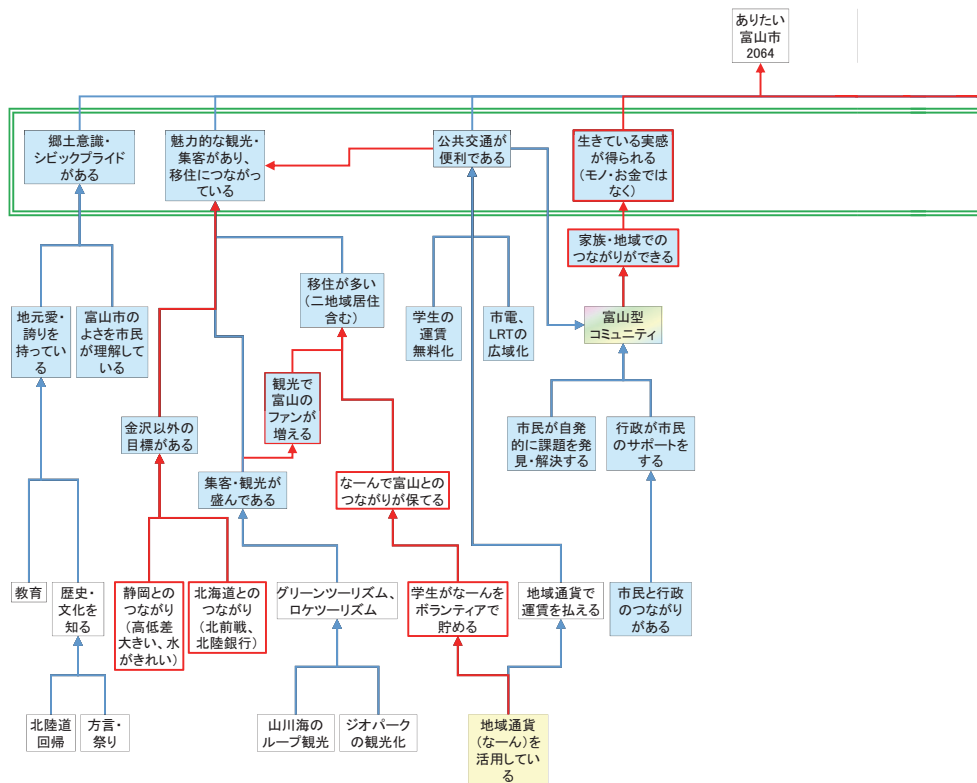 ありたい
富山市
2064
郷土意識・
シビックプライド
がある
魅力的な観光・
集客があり、
移住につながっ
ている
公共交通が
便利である
生きている実感
が得られる
(モノ・お金ではなく)
家族・地域での
つながりができる
地元愛・
誇りを
持ってい
る
富山市の
よさを市民
が理解して
いる
移住が多い
(二地域居住
含む)
学生の
運賃
無料化
市電、
LRTの
広域化
富山型
コミュニティ
観光で
富山の
ファンが
増える
金沢以外の
目標がある
市民が自発
的に課題を発
見・解決する
行政が市民
のサポートを
する
集客・観光が
盛んである
なーんで富山との
つながりが保てる
教育
歴史・
文化を
知る
静岡との
つながり
(高低差
大きい、水
がきれい)
北海道との
つながり
(北前戦、
北陸銀行)
グリーンツーリズム、
ロケツーリズム
学生がなーんを
ボランティアで
貯める
地域通貨で
運賃を払える
市民と行政
のつながり
がある
北陸道
回帰
方言・
祭り
山川海の
ループ観光
ジオパーク
の観光化
地域通貨
(なーん)を
活用してい
る